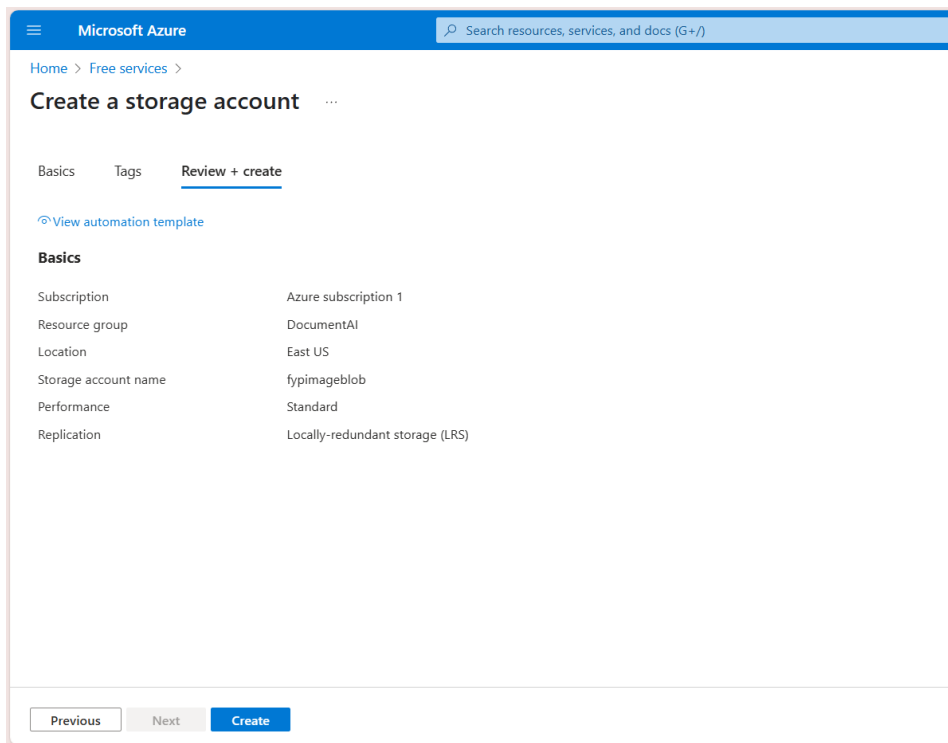 Microsoft Azure
Search resources, services, and docs (G+/)
Home > Free services >
Create a storage account ...
Basics Tags Review + create
View automation template
Basics
Subscription Azure subscription 1
Resource group DocumentAI
Location East US
Storage account name fypimageblob
Performance Standard
Replication Locally-redundant storage (LRS)
Previous Next Create